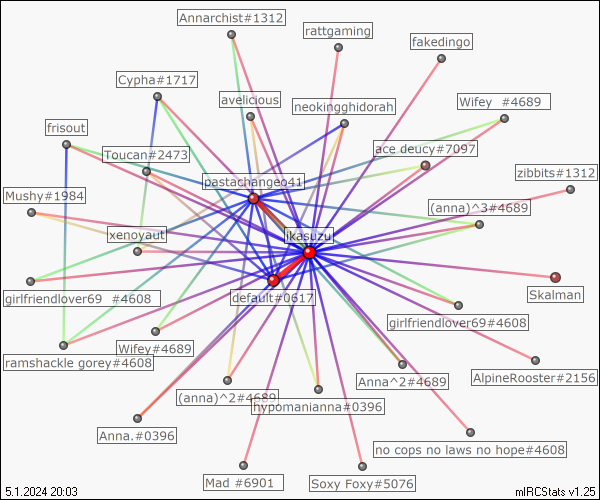 Annarchist#1312
rattgaming
fakedingo
Cypha#1717
avelicious
neokingghidorah
Wifey #4689
frisout
Toucan#2473
ace deucy#7097
zibbits#1312
Mushy#1984
pastachangeo41
(anna)^3#4689
xenoyaut
ikasuzu
girlfriendlover69 #4608
default#0617
Skalman
girlfriendlover69#4608
ramshackle gorey#4608
Wifey#4689
Anna^2#4689
AlpineRooster#2156
(anna)^2#4689
hypomanianna#0396
Anna.#0396
no cops no laws no hope#4608
Mad #6901
Soxy Foxy#5076
5.1.2024 20:03
mIRCStats v1.25